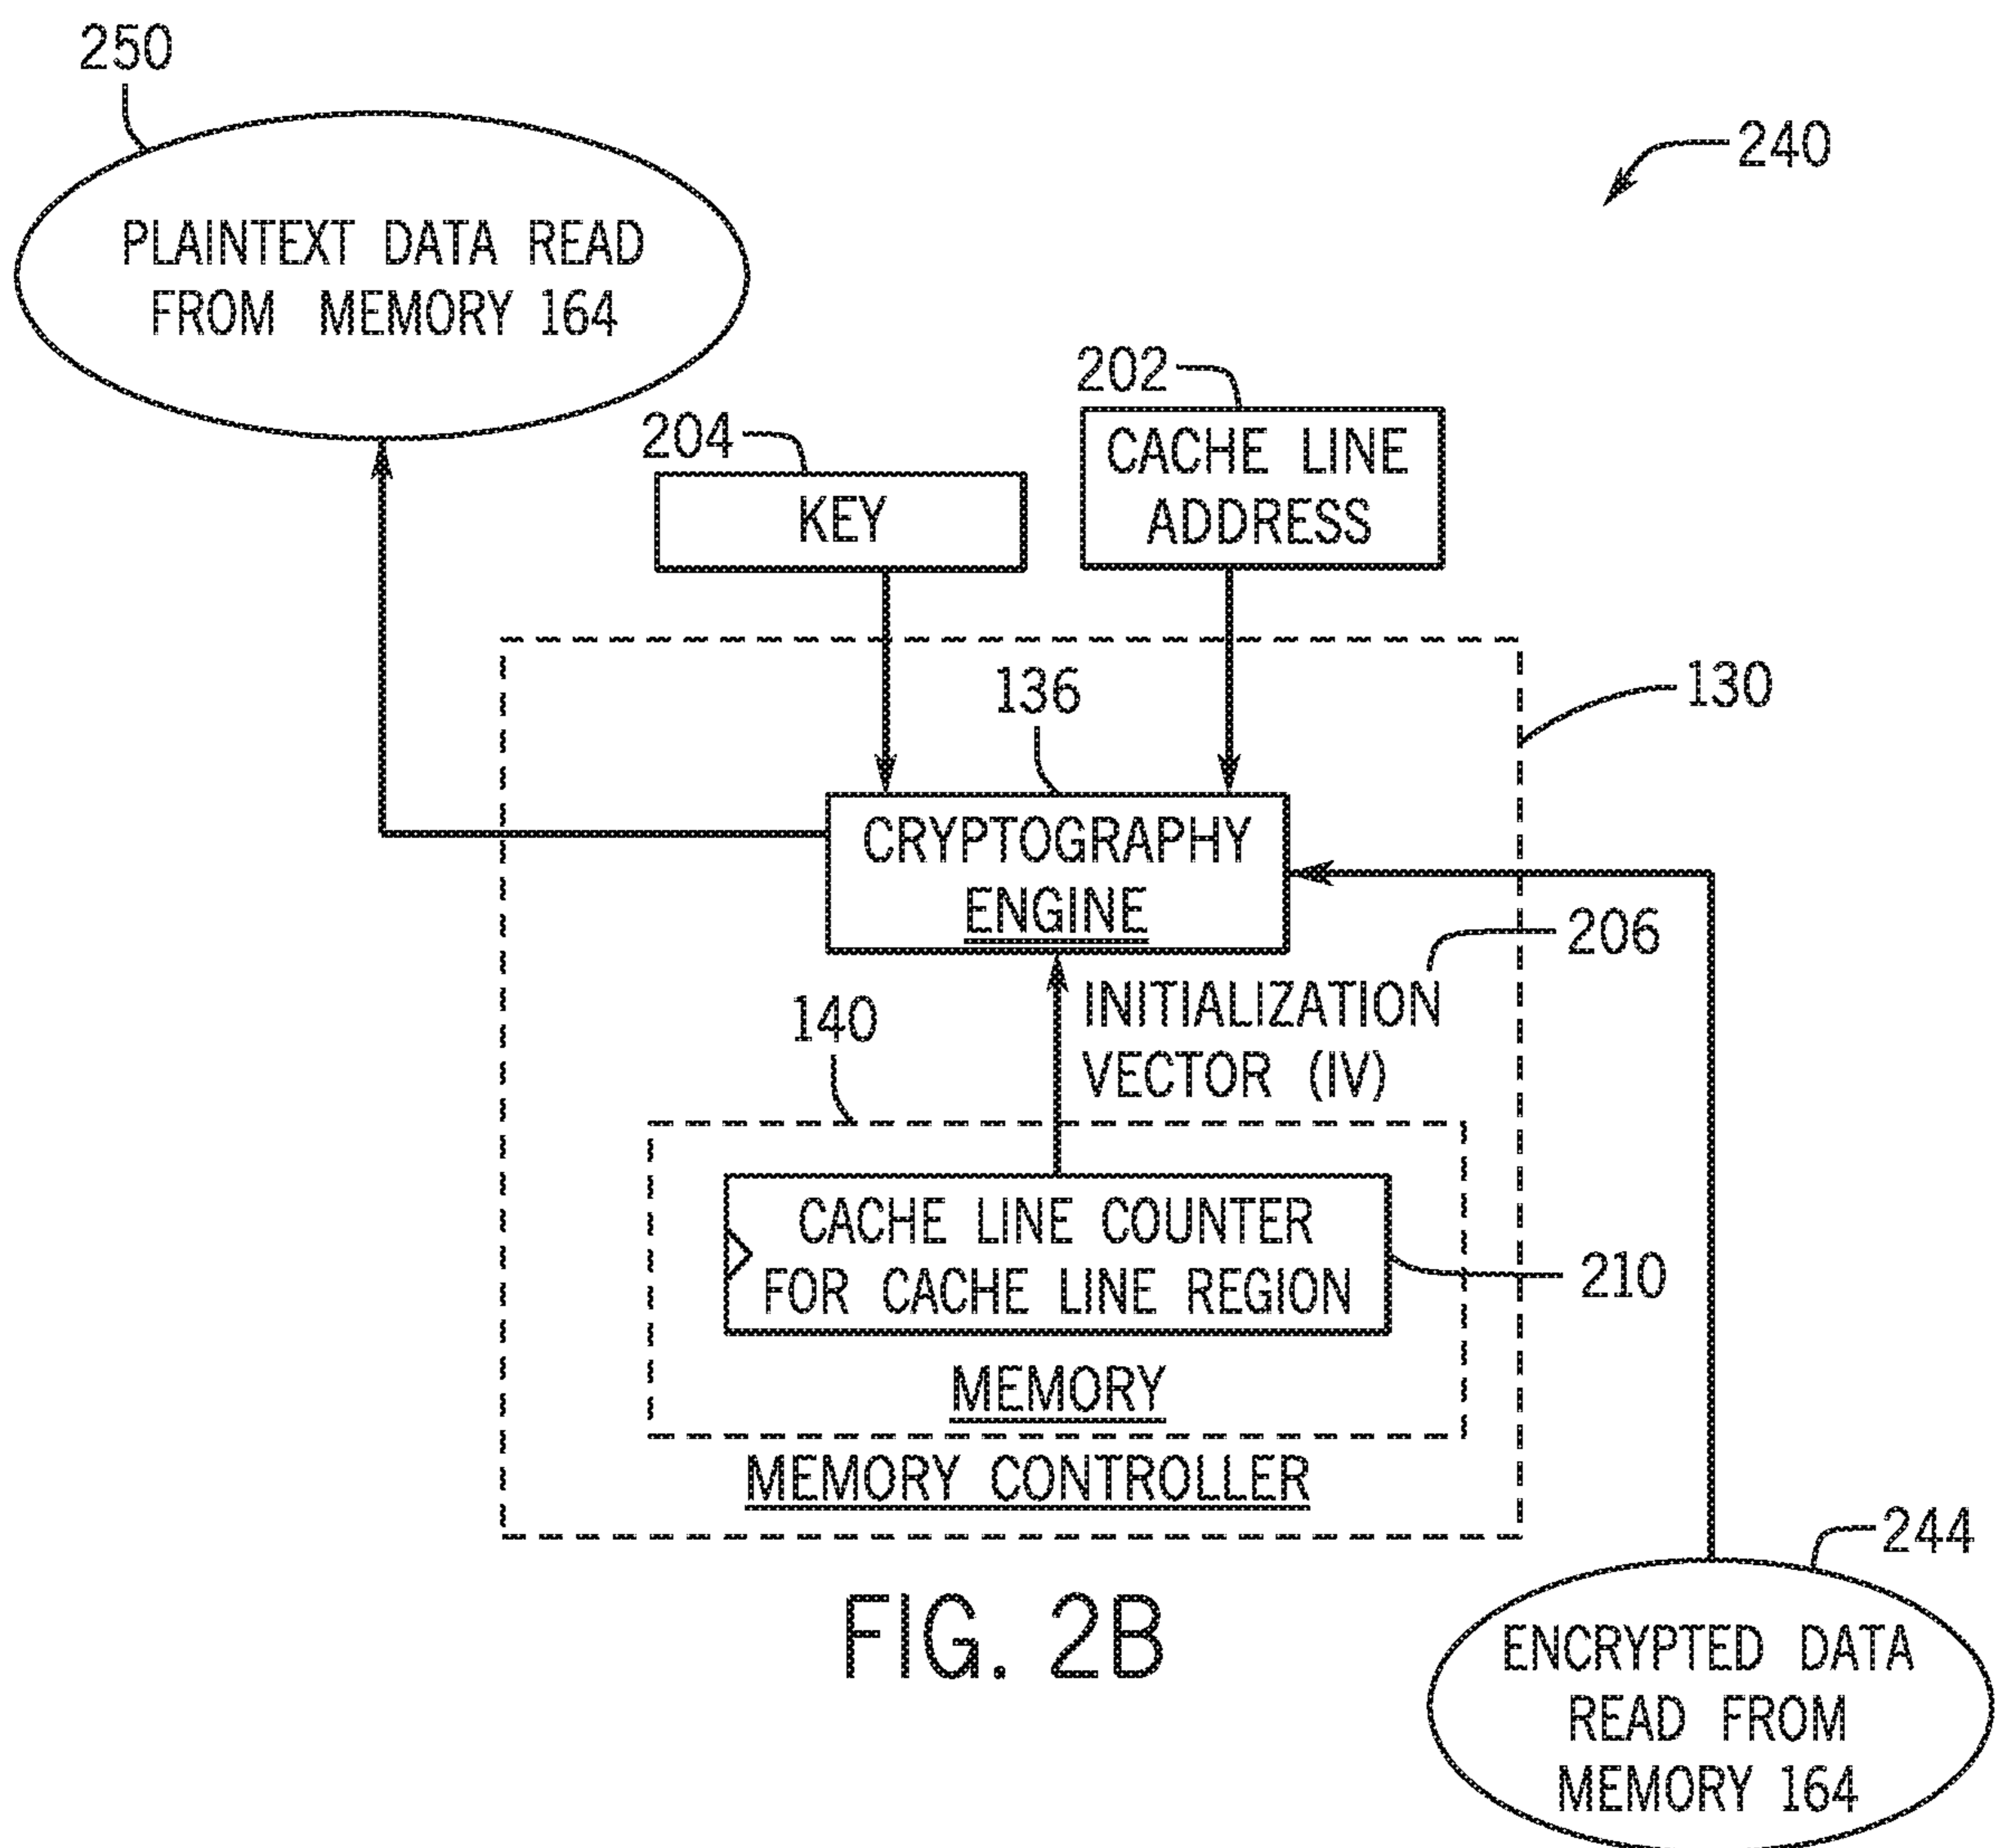 250
240
PLAINTEXT DATA READ
FROM MEMORY 164
202
204
CACHE LINE
ADDRESS
KEY
130
136
CRYPTOGRAPHY
ENGINE
206
INITIALIZATION
VECTOR (IV)
140
CACHE LINE COUNTER
FOR CACHE LINE REGION
210
MEMORY
MEMORY CONTROLLER
244
FIG. 2B
ENCRYPTED DATA
READ FROM
MEMORY 164